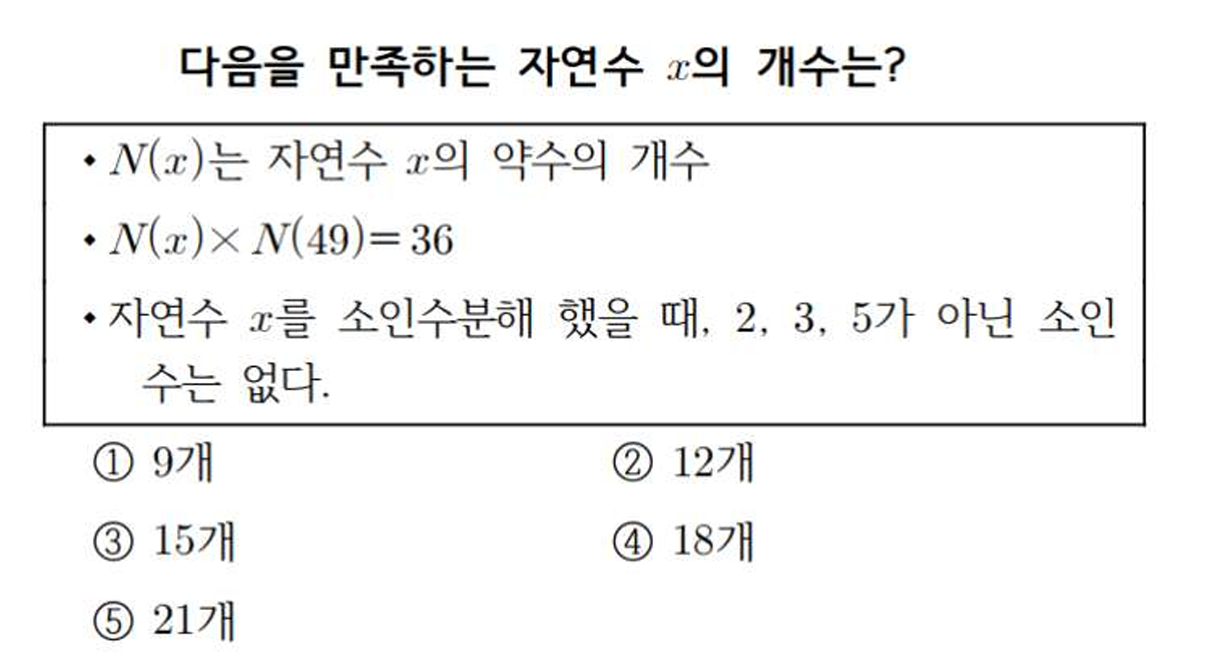 다음을 만족하는 자연수 x의 개수는?
• N(x)는 자연수 x의 약수의 개수
• N(x)× N(49)= 36
• 자연수 x를 소인수분해 했을 때, 2, 3, 5가 아닌 소인
수는 없다.
① 9개 ② 12개
③ 15개 ④ 18개
⑤ 21개